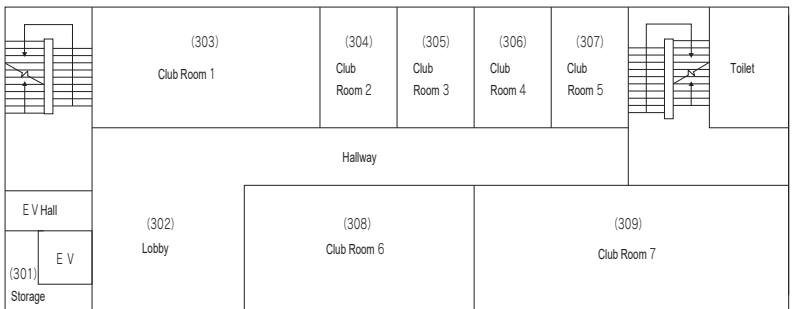 (303)
Club Room 1
(304)
Club
Room 2
(305)
Club
Room 3
(306)
Club
Room 4
(307)
Club
Room 5
Toilet
Hallway
E V Hall
(302)
Lobby
(308)
Club Room 6
(309)
Club Room 7
E V
(301)
Storage